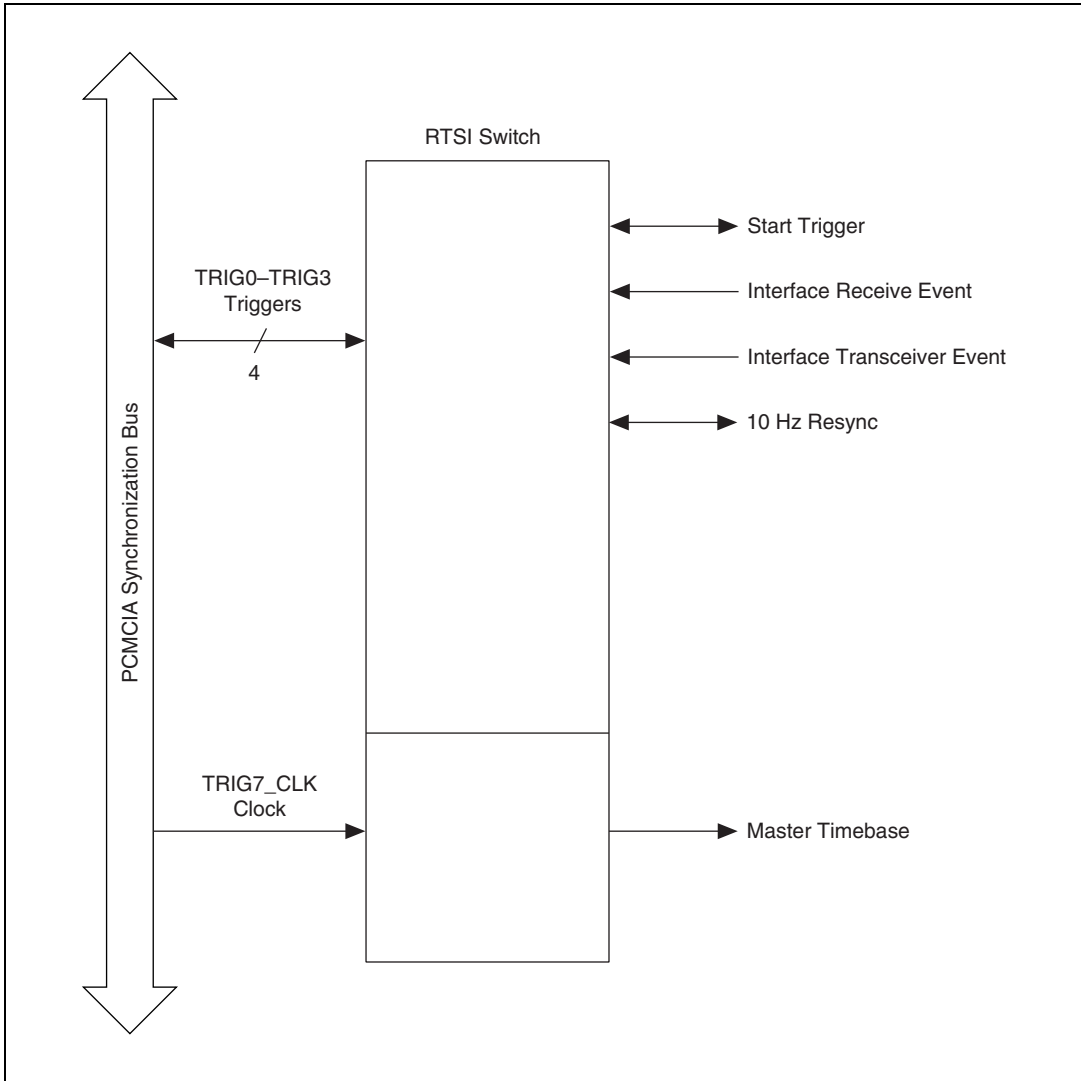 RTSI Switch
Start Trigger
TRIG0–TRIG3
Triggers
4
Interface Receive Event
Interface Transceiver Event
10 Hz Resync
PCMCIA Synchronization Bus
TRIG7_CLK
Clock
Master Timebase